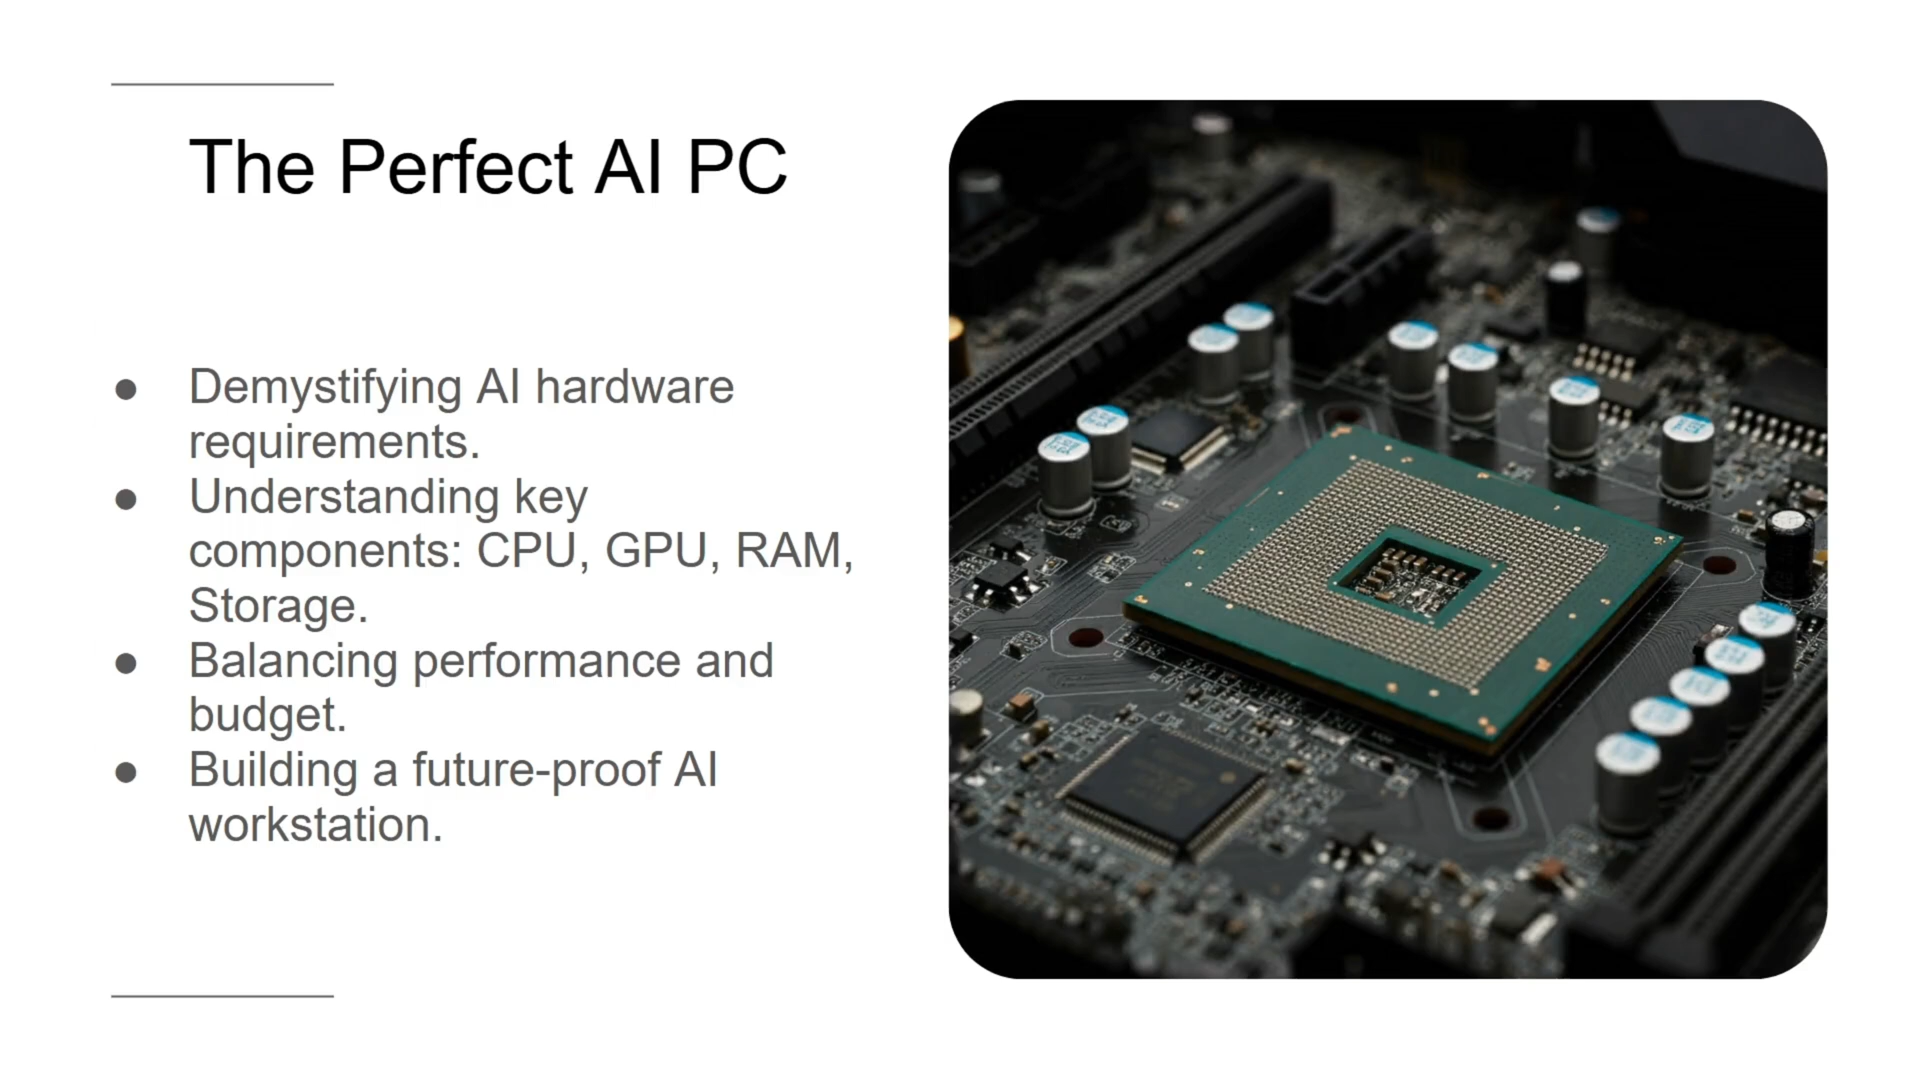 The Perfect AI PC
● Demystifying AI hardware
requirements.
● Understanding key
components: CPU, GPU, RAM,
Storage.
● Balancing performance and
budget.
● Building a future-proof AI
workstation.